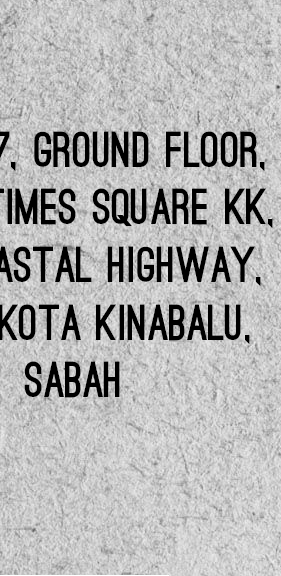 7, GROUND FLOOR,
TIMES SQUARE KK,
ASTAL HIGHWAY,
KOTA KINABALU,
SABAH